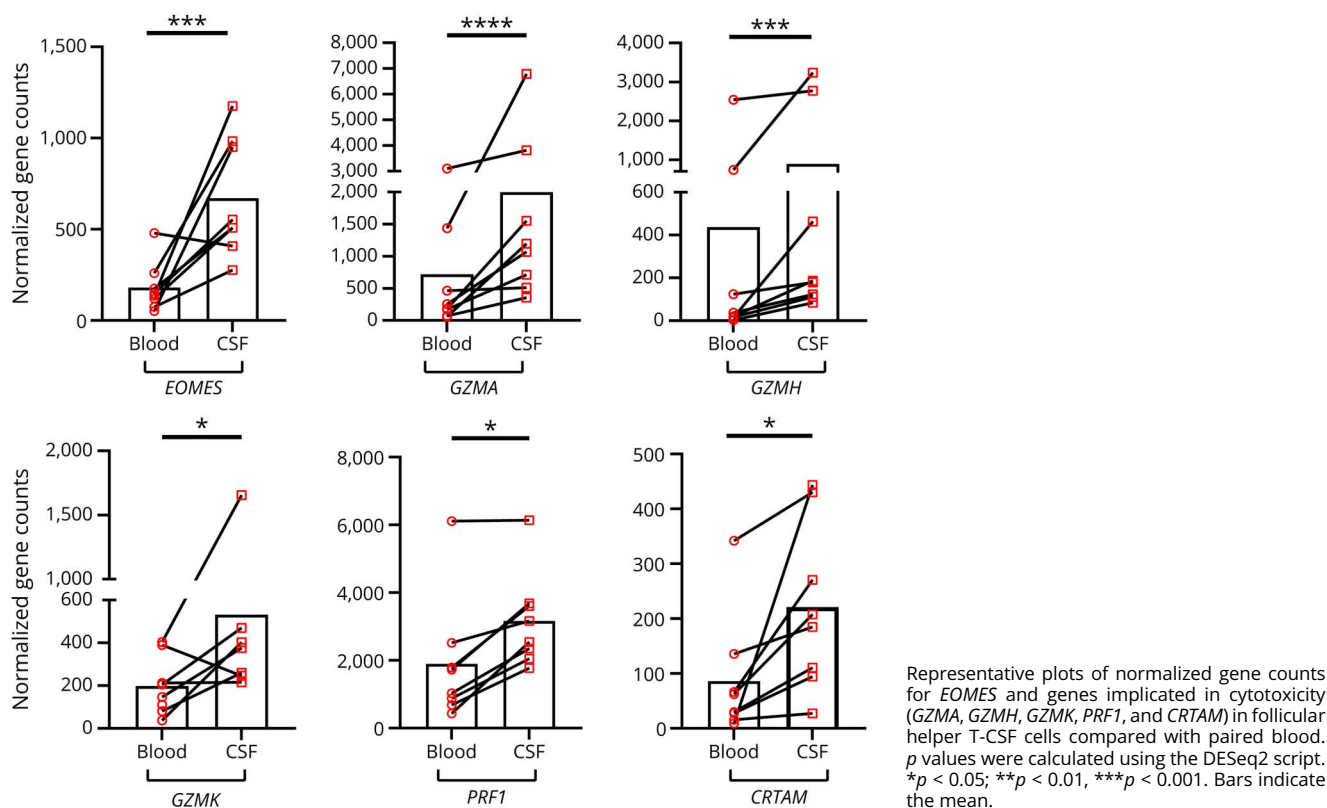 ***
****
***
Normalized gene counts
1,500
1,000
500
0
Blood CSF
EOMES
8,000
7,000
6,000
5,000
4,000
3,000
2,000
1,500
1,000
500
0
Blood CSF
GZMA
4,000
3,000
2,000
1,000
600
400
200
0
Blood CSF
GZMH
*
*
*
Normalized gene counts
2,000
1,500
1,000
600
400
200
0
Blood CSF
GZMK
8,000
6,000
4,000
2,000
0
Blood CSF
PRF1
500
400
300
200
100
0
Blood CSF
CRTAM
Representative plots of normalized gene counts
for EOMES and genes implicated in cytotoxicity
(GZMA, GZMH, GZMK, PRF1, and CRTAM) in follicular
helper T-CSF cells compared with paired blood.
p values were calculated using the DESeq2 script.
*p < 0.05; **p < 0.01, ***p < 0.001. Bars indicate
the mean.